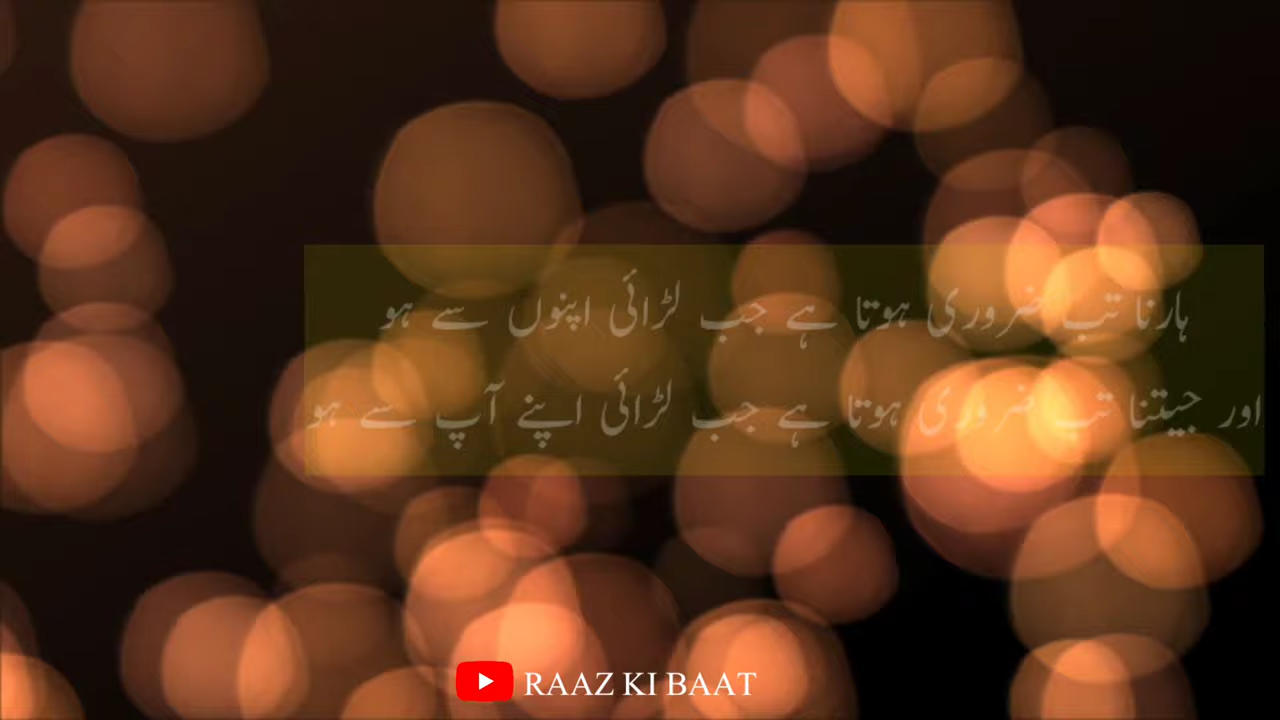 ہارنا تب ضروری ہوتا ہے جب لڑائی اپنوں سے ہو
اور جیتنا تب ضروری ہوتا ہے جب لڑائی اپنے آپ سے ہو
RAAZ KI BAAT